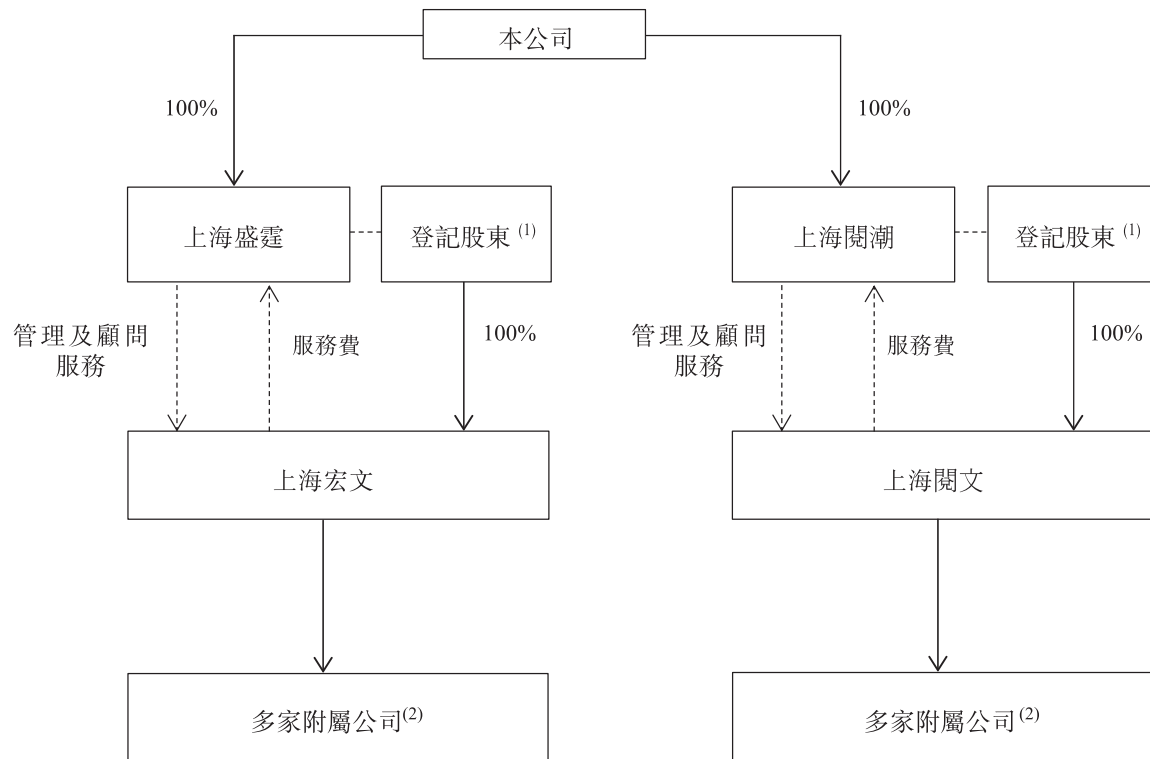 本公司
100%
100%
上海盛霆
登記股東 (1)
上海閱潮
登記股東 (1)
管理及顧問
服務
服務費
100%
管理及顧問
服務
服務費
100%
上海宏文
上海閱文
多家附屬公司(2)
多家附屬公司(2)